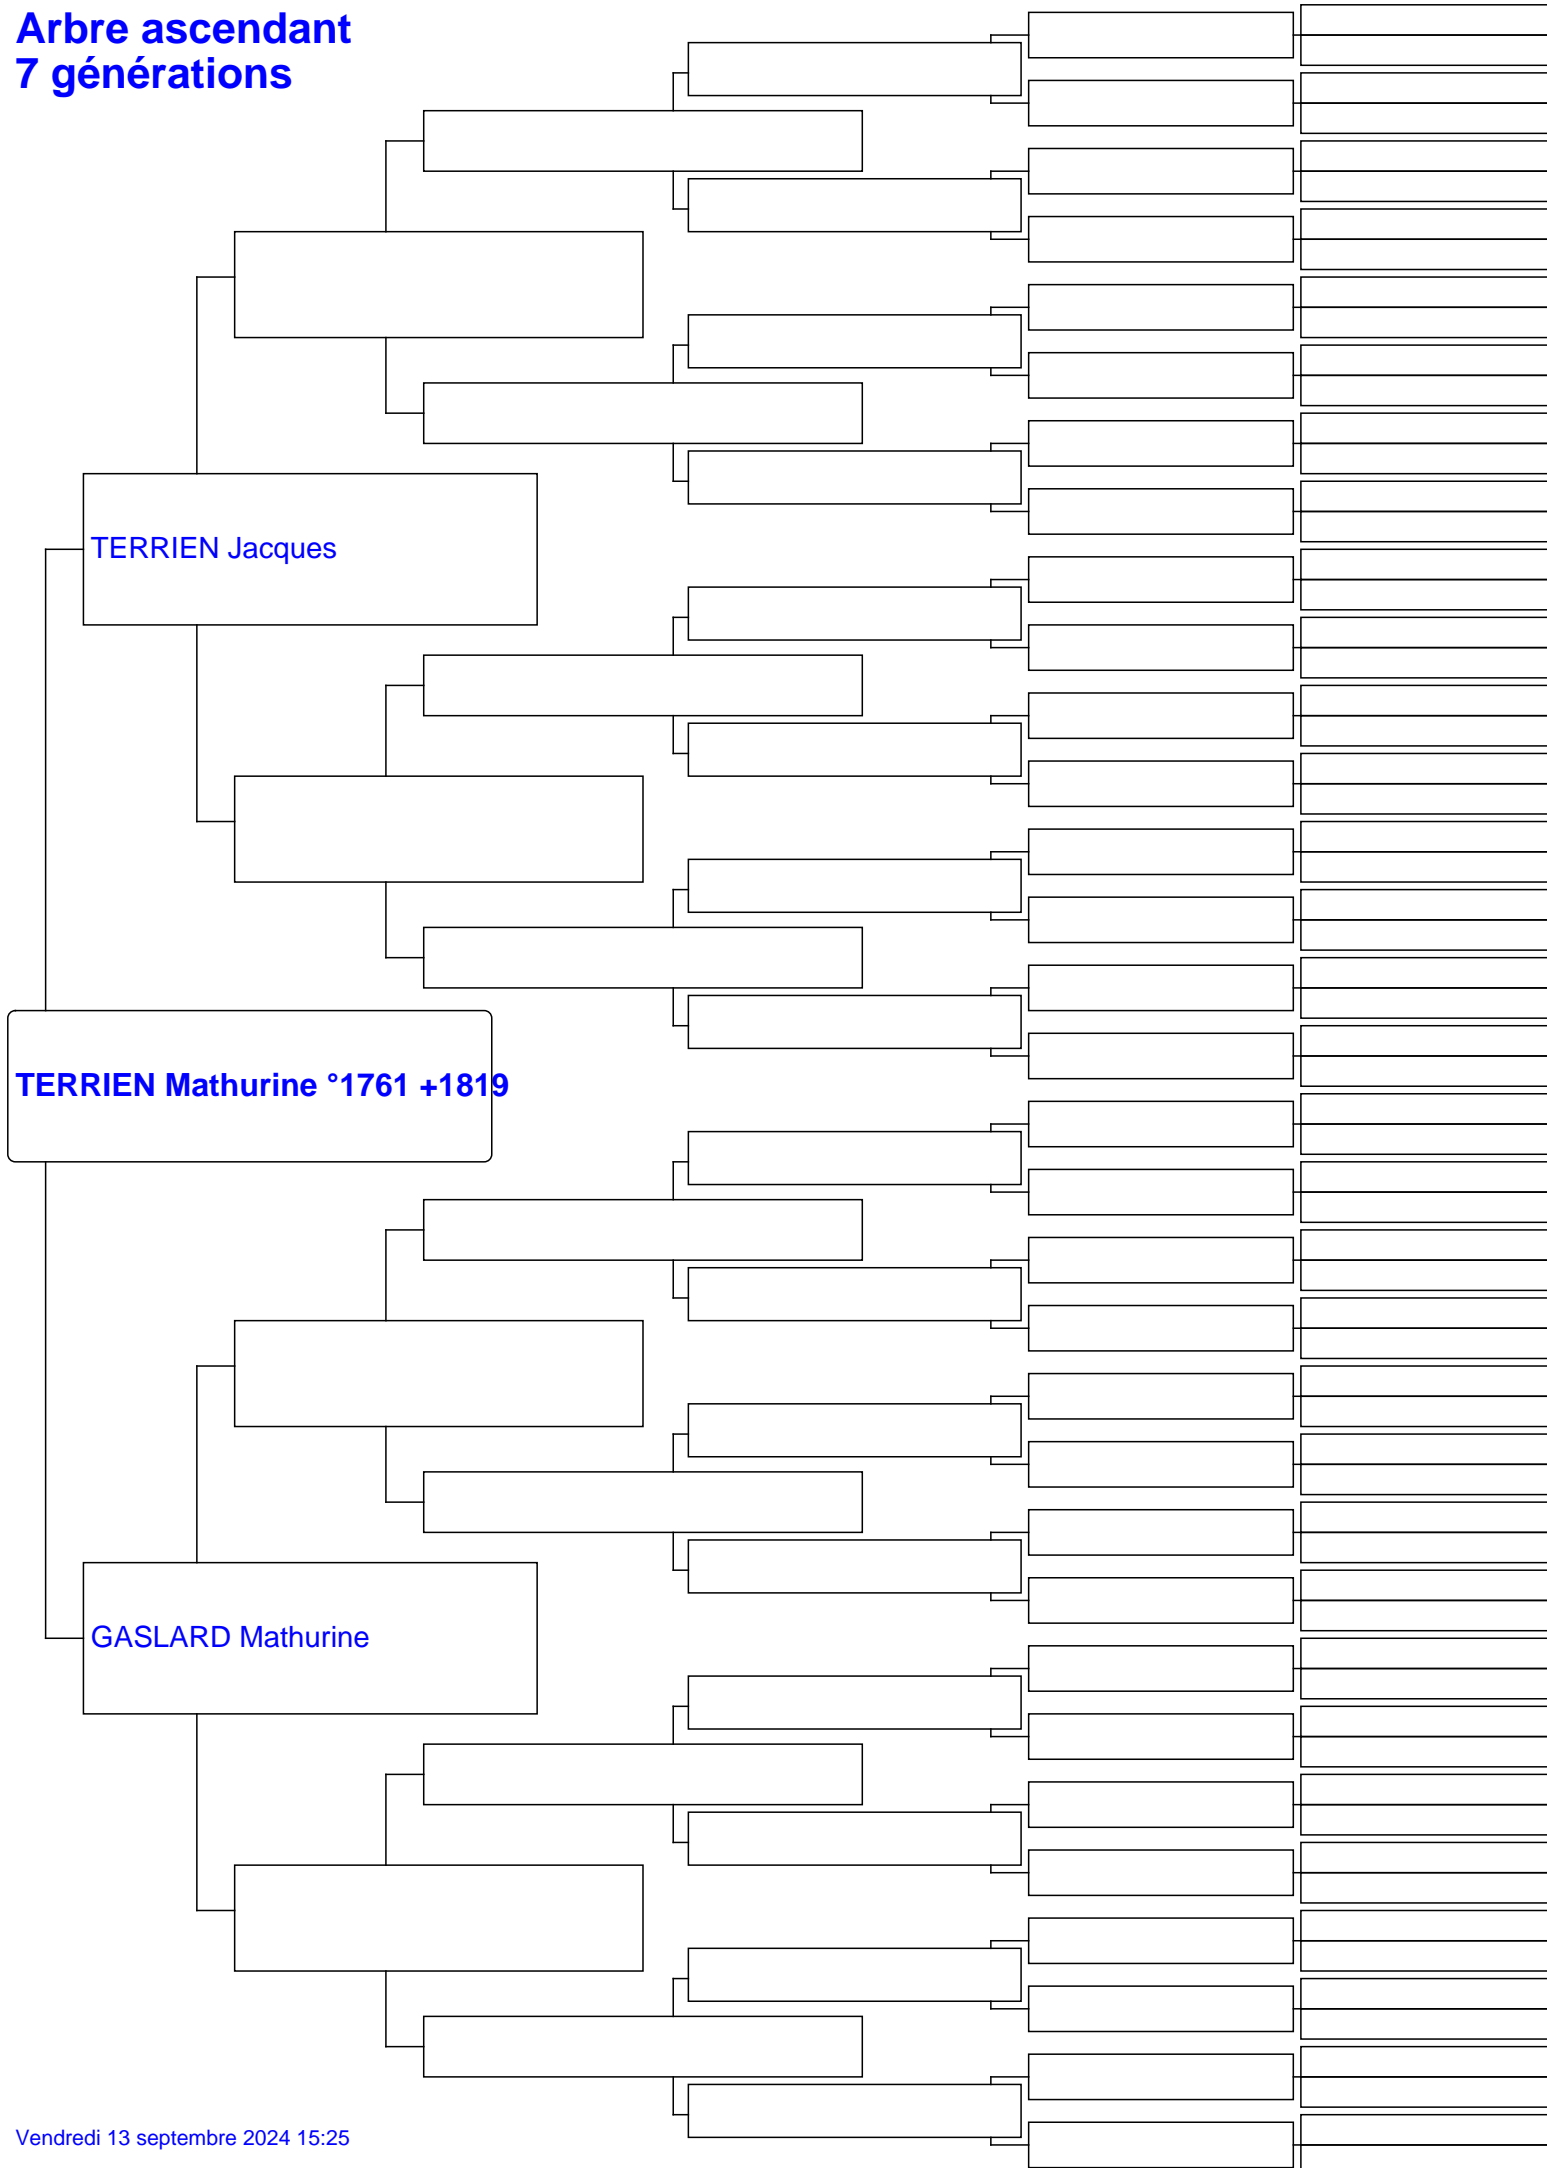 Arbre ascendant
7 générations
TERRIEN Jacques
TERRIEN Mathurine °1761 +1819
GASLARD Mathurine
Vendredi 13 septembre 2024 15:25